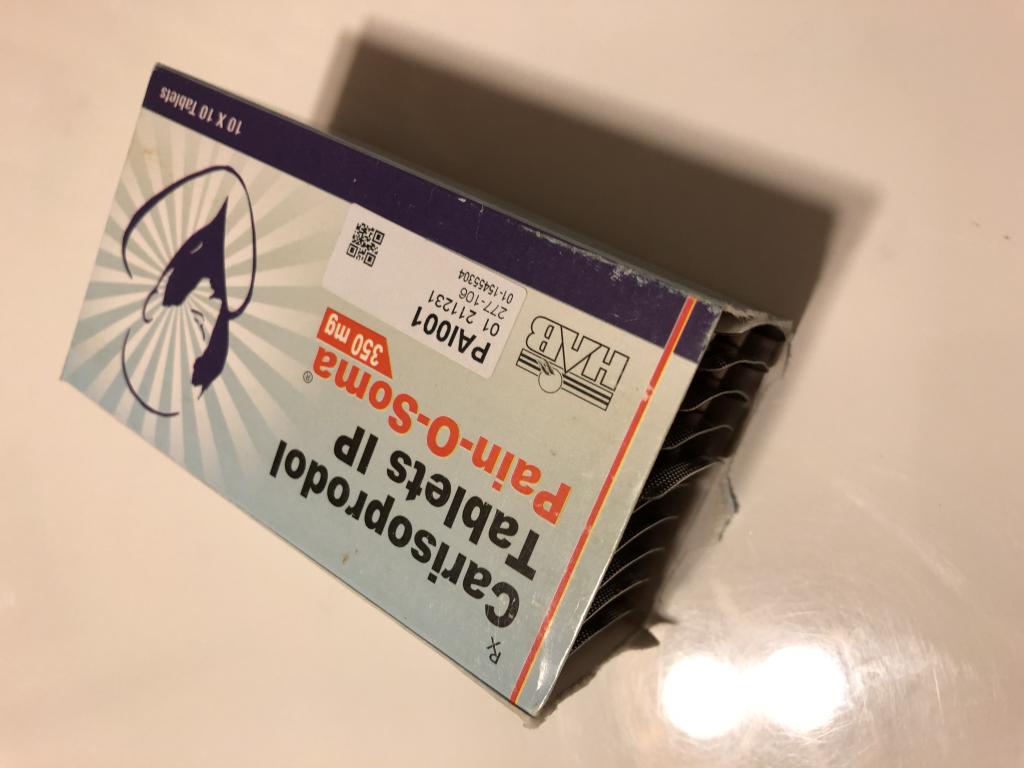 Rx
Carisoprodol
Tablets IP
Pain-O-Soma®
350 mg
HAB
PAI001
01 211231
277-106
01-15455304
10 X 10 Tablets